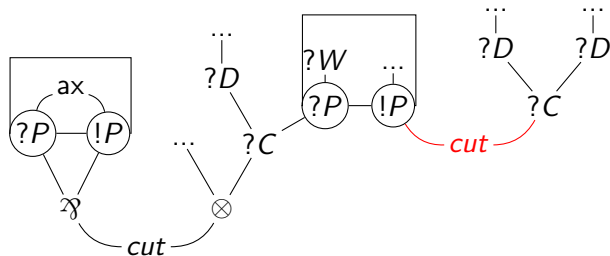 ... ... ...
?W ... ?D ?D
ax ?D
?P !P ?P !P ?C
... ?C cut
⅋ ⊗
cut